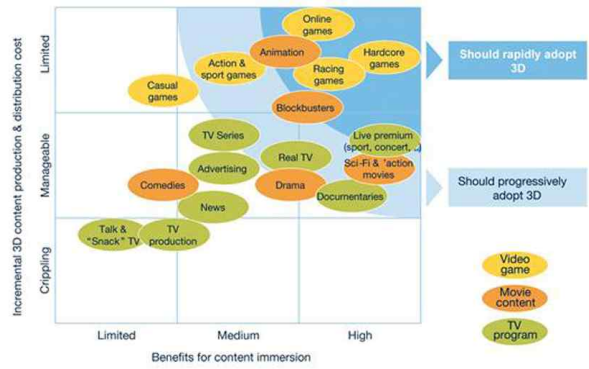 Incremental 3D content production & distribution cost
Limited
Manageable
Crippling
Online
games
Animation
Hardcore
games
Action &
sport games
Racing
games
Casual
games
Blockbusters
TV Series
Live premium
(sport, concert, ..)
Real TV
Advertising
Sci-Fi & 'action
movies
Comedies
Drama
Documentaries
News
Talk &
"Snack" TV
TV
production
Limited
Medium
High
Benefits for content immersion
Should rapidly adopt
3D
Should progressively
adopt 3D
Video
game
Movie
content
TV
program